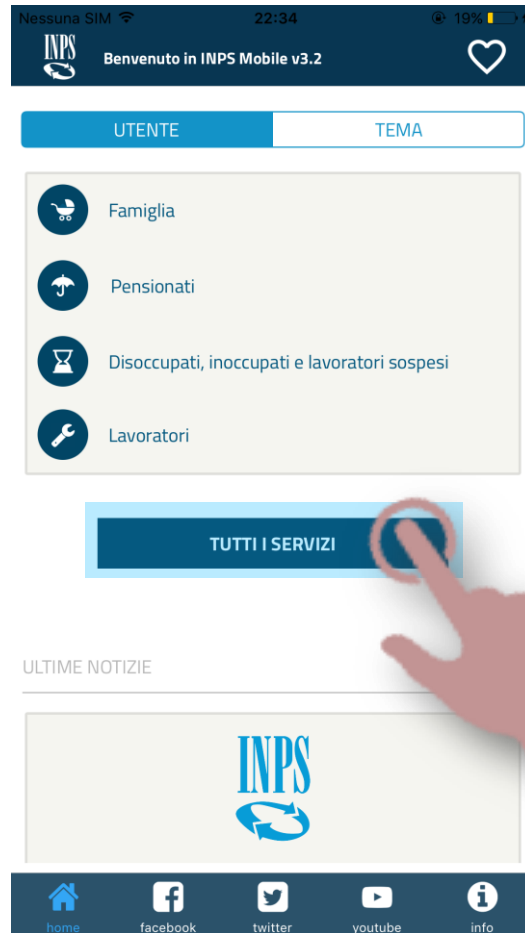 Nessuna SIM 22:34 19%
INPS
Benvenuto in INPS Mobile v3.2
UTENTE TEMA
Famiglia
Pensionati
Disoccupati, inoccupati e lavoratori sospesi
Lavoratori
TUTTI I SERVIZI
ULTIME NOTIZIE
INPS
home facebook twitter youtube info